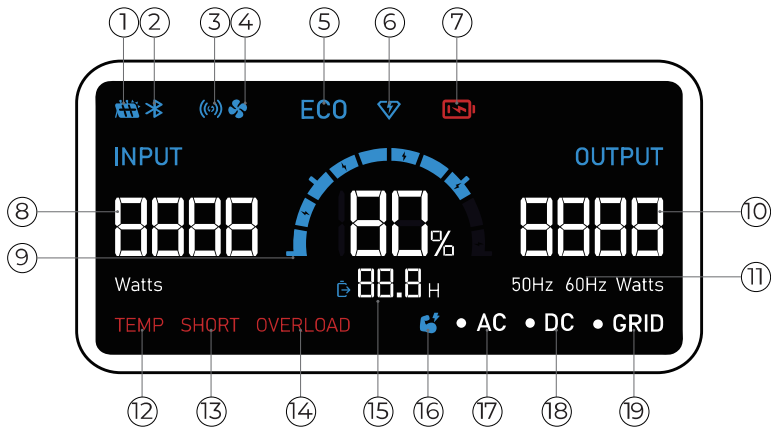 ① ② ③ ④ ⑤ ⑥ ⑦
ECO
INPUT OUTPUT
⑧ 8888 80% 8888 ⑩
⑨
Watts 88.8 H 50Hz 60Hz Watts ⑪
TEMP SHORT OVERLOAD AC DC GRID
⑫ ⑬ ⑭ ⑮ ⑯ ⑰ ⑱ ⑲